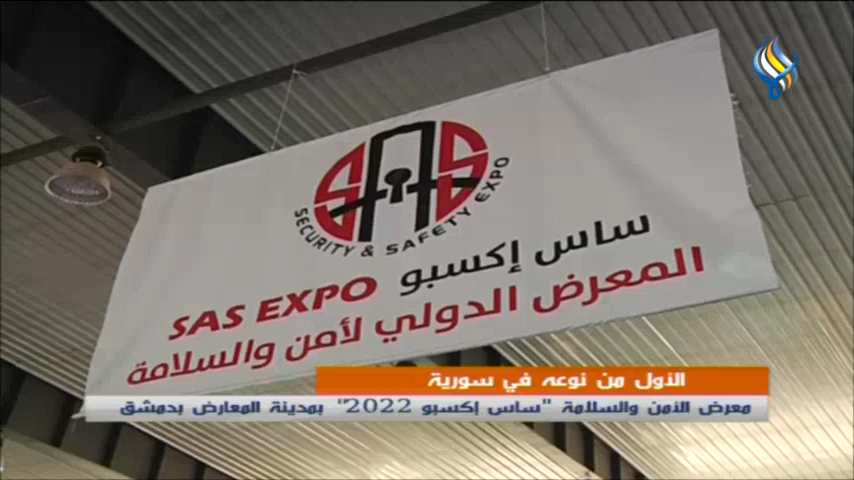 SAS
SECURITY & SAFETY EXPO
ساس إكسبو SAS EXPO
المعرض الدولي لأمن والسلامة
الأول من نوعه في سورية
معرض الأمن والسلامة "ساس إكسبو 2022" بمدينة المعارض بدمشق